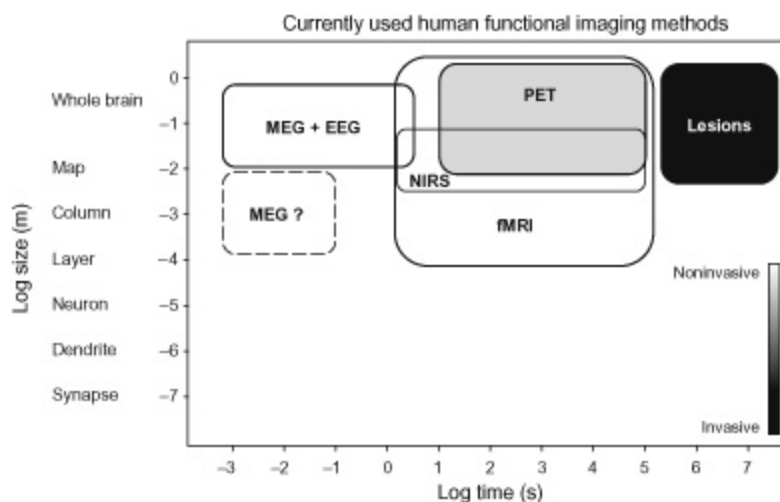 Currently used human functional imaging methods
Log size (m)
Whole brain
Map
Column
Layer
Neuron
Dendrite
Synapse
0
–1
–2
–3
–4
–5
–6
–7
MEG + EEG
MEG ?
PET
NIRS
fMRI
Lesions
Noninvasive
Invasive
–3 –2 –1 0 1 2 3 4 5 6 7
Log time (s)